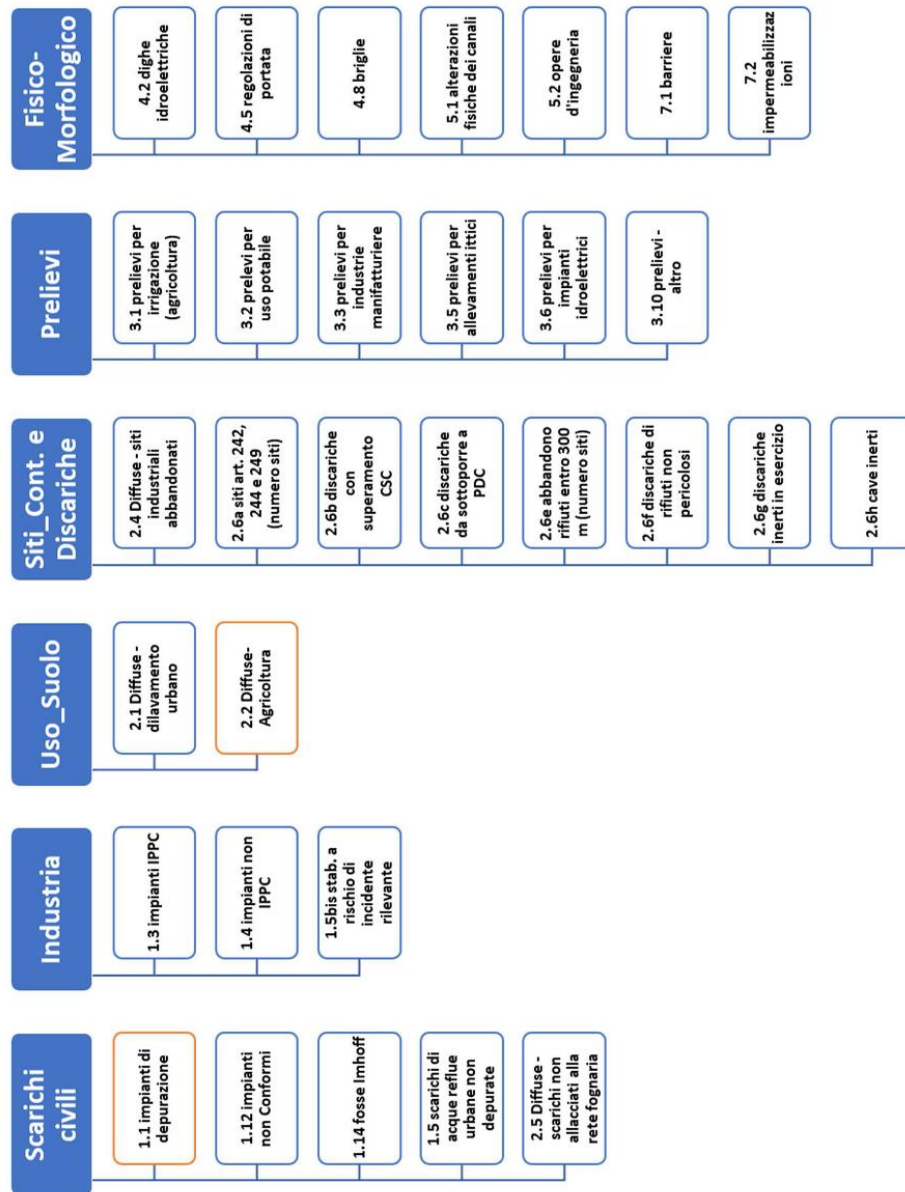 Scarichi
civili
1.1 impianti di
depurazione
1.12 impianti
non Conformi
1.14 fosse Imhoff
1.5 scarichi di
acque reflue
urbane non
depurate
2.5 Diffuse -
scarichi non
allacciati alla
rete fognaria
Industria
1.3 impianti IPPC
1.4 impianti non
IPPC
1.5bis stab. a
rischio di
incidente
rilevante
Uso_Suolo
2.1 Diffuse -
dilavamento
urbano
2.2 Diffuse-
Agricoltura
Siti_Cont. e
Discariche
2.4 Diffuse - siti
industriali
abbandonati
2.6a siti art. 242,
244 e 249
(numero siti)
2.6b discariche
con
superamento
CSC
2.6c discariche
da sottoporre a
PDC
2.6e abbandono
rifiuti entro 300
m (numero siti)
2.6f discariche di
rifiuti non
pericolosi
2.6g discariche
inerti in esercizio
2.6h cave inerti
Prelievi
3.1 prelievi per
irrigazione
(agricoltura)
3.2 prelevi per
uso potabile
3.3 prelievi per
industrie
manifatturiere
3.5 prelievi per
allevamenti ittici
3.6 prelievi per
impianti
idroelettrici
3.10 prelievi -
altro
Fisico-
Morfologico
4.2 dighe
idroelettriche
4.5 regolazioni di
portata
4.8 briglie
5.1 alterazioni
fisiche dei canali
5.2 opere
d'ingegneria
7.1 barriere
7.2
impermeabilizzaz
ioni